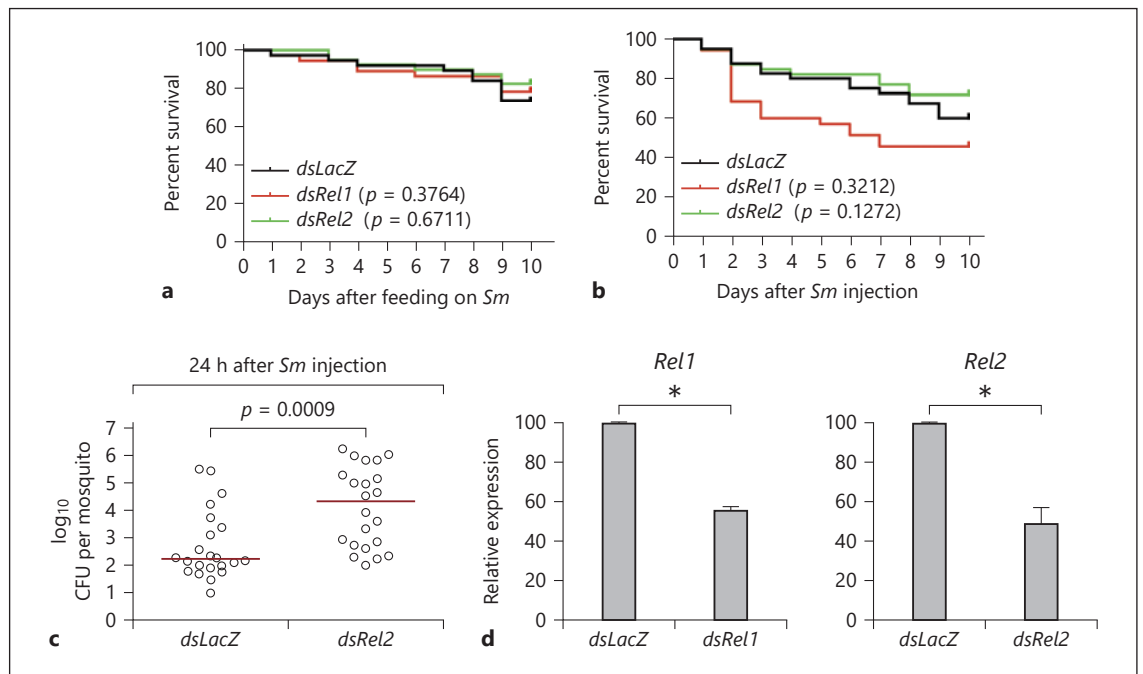 100
80
60
80
100
0
Percent survival
dsLacZ
dsRel1 (p = 0.3764)
dsRel2 (p = 0.6711)
0 1 2 3 4 5 6 7 8 9 10
a
Days after feeding on Sm
100
80
60
40
20
0
Percent survival
dsLacZ
dsRel1 (p = 0.3212)
dsRel2 (p = 0.1272)
0 1 2 3 4 5 6 7 8 9 10
b
Days after Sm injection
24 h after Sm injection
p = 0.0009
7
6
5
4
3
2
1
0
log10
CFU per mosquito
c
dsLacZ dsRel2
Rel1
*
100
80
60
40
20
0
Relative expression
d
dsLacZ dsRel1
Rel2
*
100
80
60
40
20
0
dsLacZ dsRel2